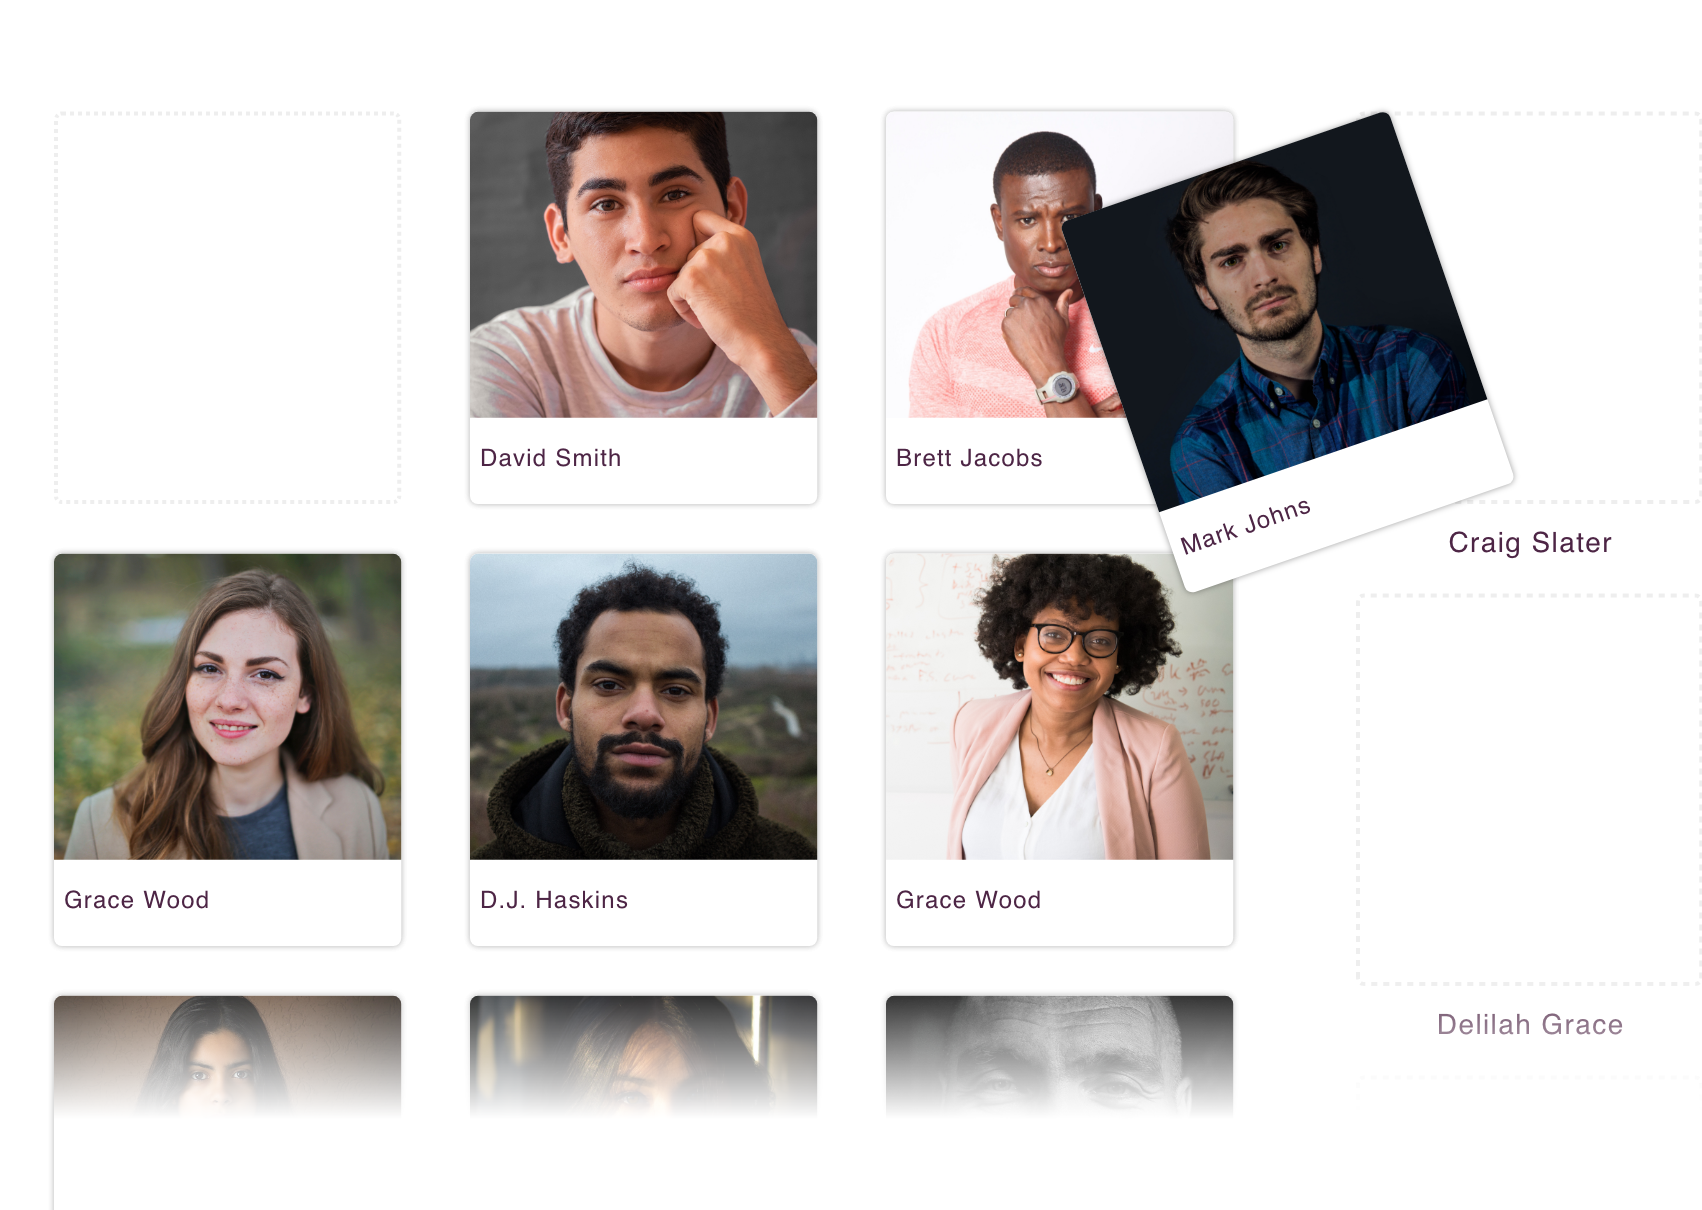 David Smith
Brett Jacobs
Mark Johns
Craig Slater
Grace Wood
D.J. Haskins
Grace Wood
Delilah Grace